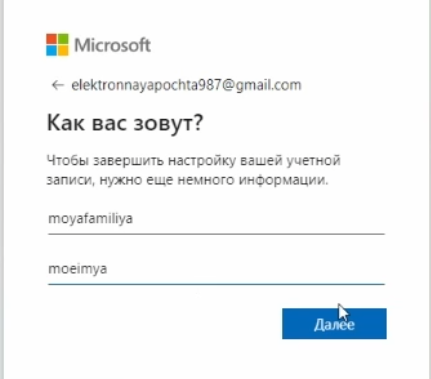 Microsoft
← elektronnayapochta987@gmail.com
Как вас зовут?
Чтобы завершить настройку вашей учетной
записи, нужно еще немного информации.
moyafamiliya
moeimya
Далее